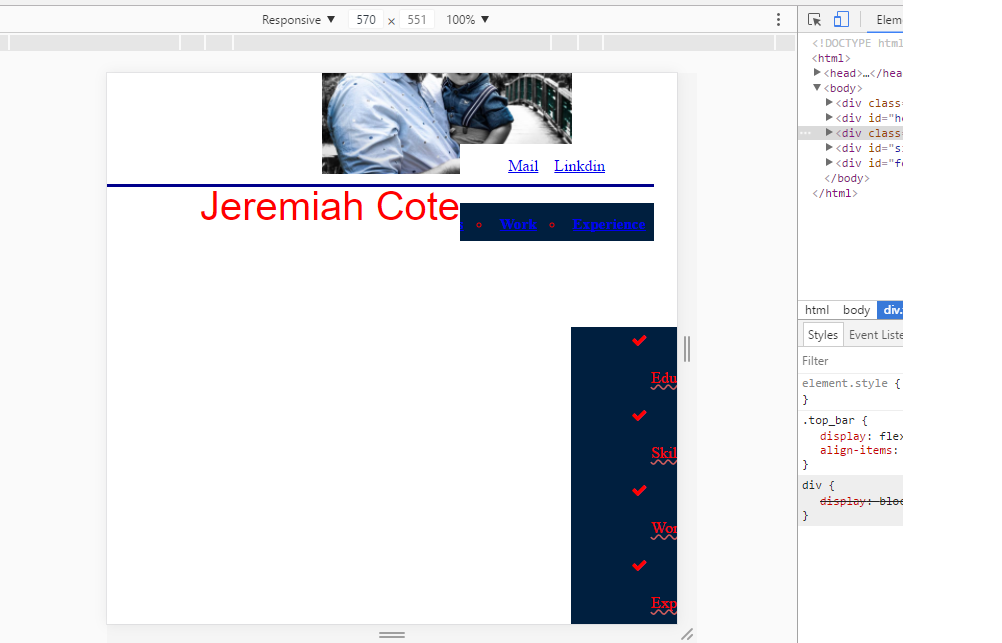 Responsive ▼ 570 × 551 100% ▼
Mail Linkdin
Jeremiah Cote
Work Experience
Edu
Skil
Wor
Exp
Elem
<!DOCTYPE html
<html>
<head>…</hea
<body>
<div class=
<div id="he
<div class=
<div id="si
<div id="fo
</body>
</html>
html body div.
Styles Event Liste
Filter
element.style {
}
.top_bar {
display: flex
align-items:
}
div {
display: bloc
}